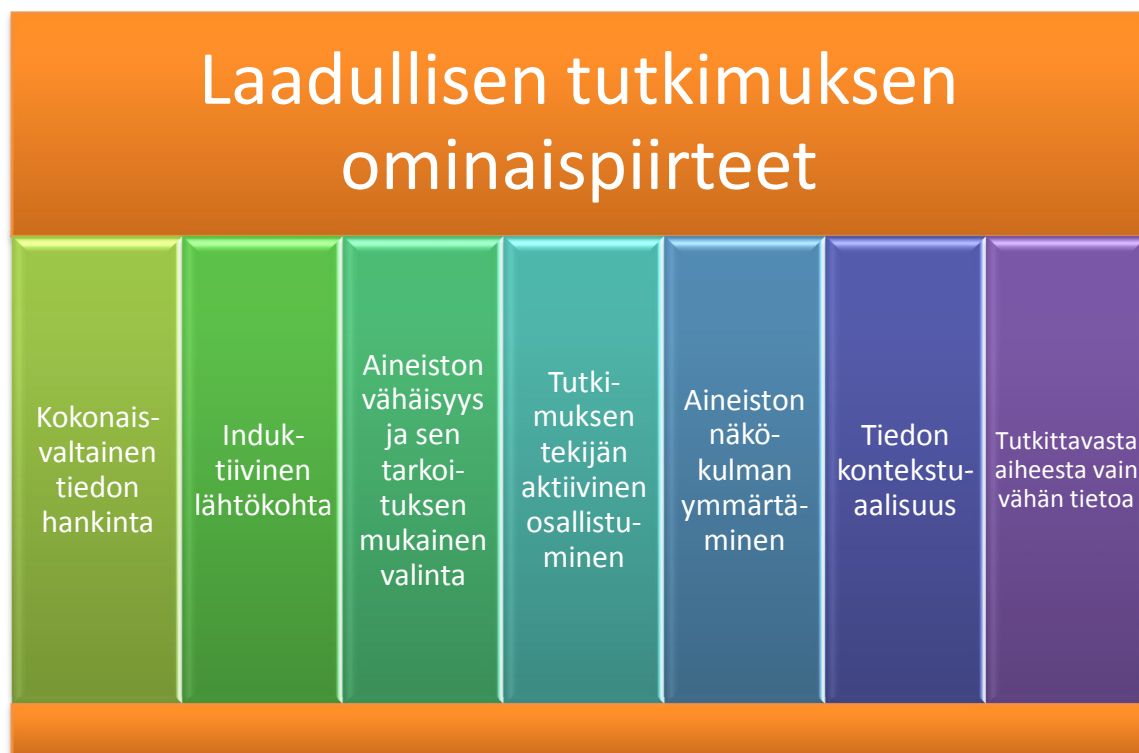 Laadullisen tutkimuksen
ominaispiirteet
Kokonais-
valtainen
tiedon
hankinta
Induk-
tiivinen
lähtökohta
Aineiston
vähäisyys
ja sen
tarkoi-
tuksen
mukainen
valinta
Tutki-
muksen
tekijän
aktiivinen
osallistu-
minen
Aineiston
näkö-
kulman
ymmärtä-
minen
Tiedon
kontekstu-
aalisuus
Tutkittavasta
aiheesta vain
vähän tietoa